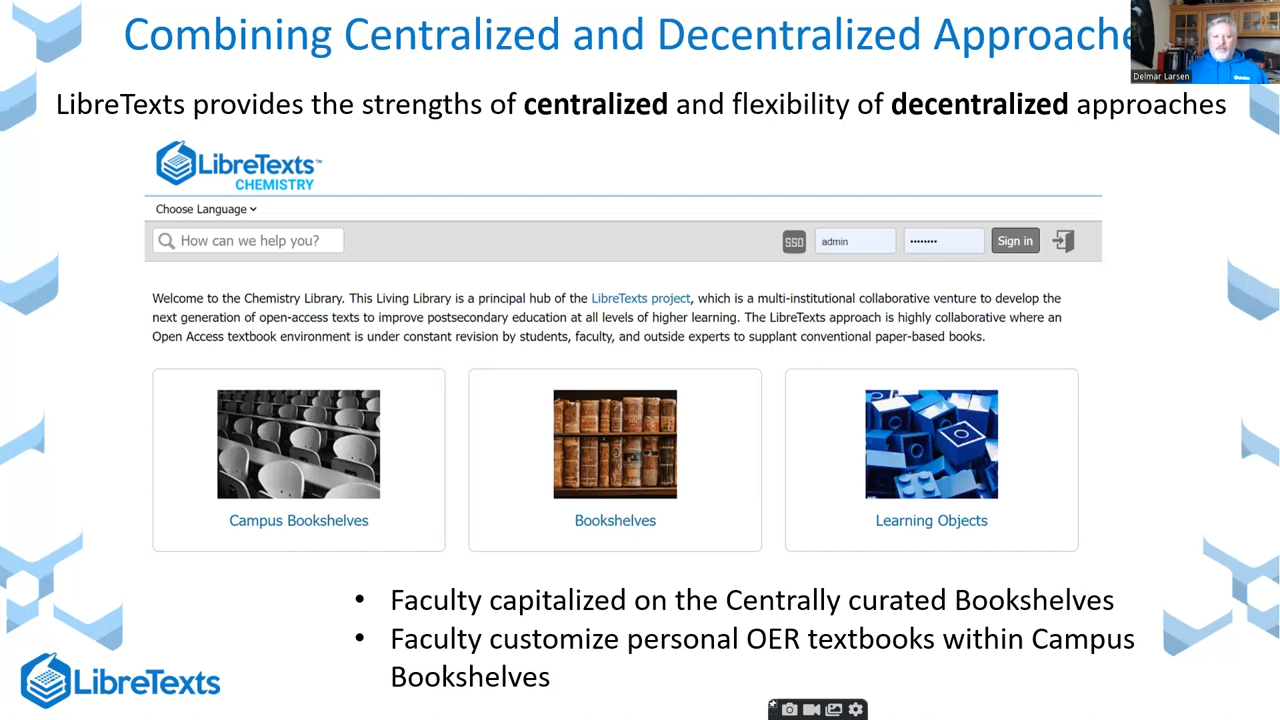 Combining Centralized and Decentralized Approache
Delmar Larsen
LibreTexts provides the strengths of centralized and flexibility of decentralized approaches
LibreTexts™
CHEMISTRY
Choose Language
How can we help you?
SSO
admin
••••••••
Sign in
Welcome to the Chemistry Library. This Living Library is a principal hub of the LibreTexts project, which is a multi-institutional collaborative venture to develop the
next generation of open-access texts to improve postsecondary education at all levels of higher learning. The LibreTexts approach is highly collaborative where an
Open Access textbook environment is under constant revision by students, faculty, and outside experts to supplant conventional paper-based books.
Campus Bookshelves
Bookshelves
Learning Objects
• Faculty capitalized on the Centrally curated Bookshelves
• Faculty customize personal OER textbooks within Campus
Bookshelves
LibreTexts